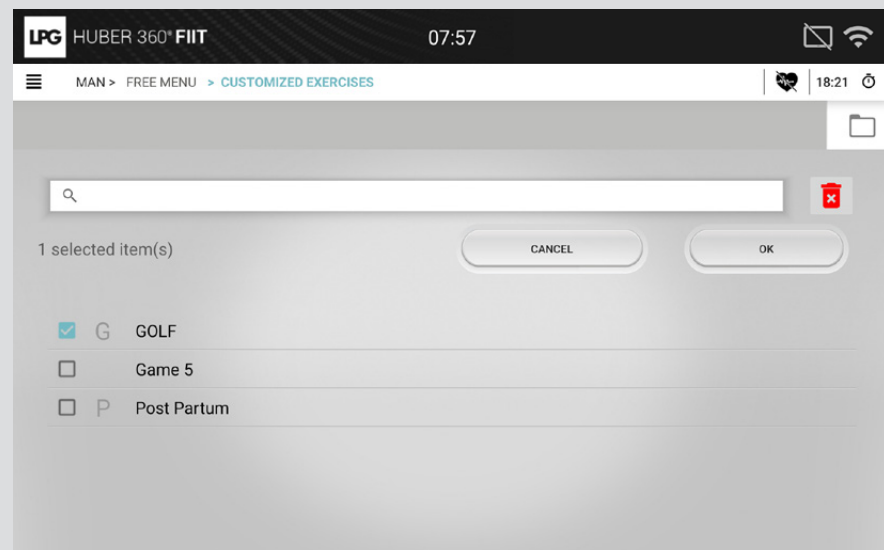 LPG HUBER 360® FIIT 07:57
MAN > FREE MENU > CUSTOMIZED EXERCISES 18:21
1 selected item(s) CANCEL OK
G GOLF
Game 5
P Post Partum